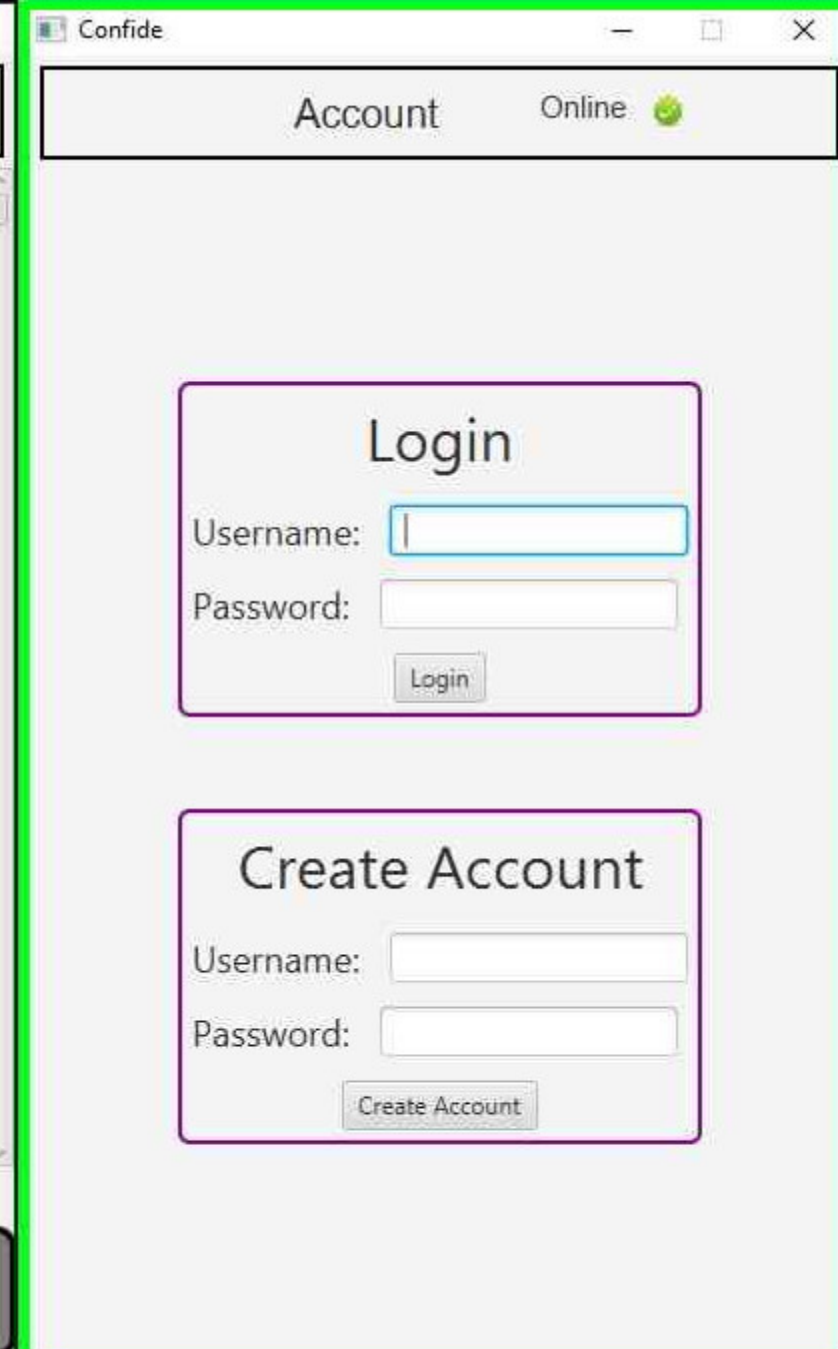 Confide
Account Online
Login
Username:
Password:
Login
Create Account
Username:
Password:
Create Account